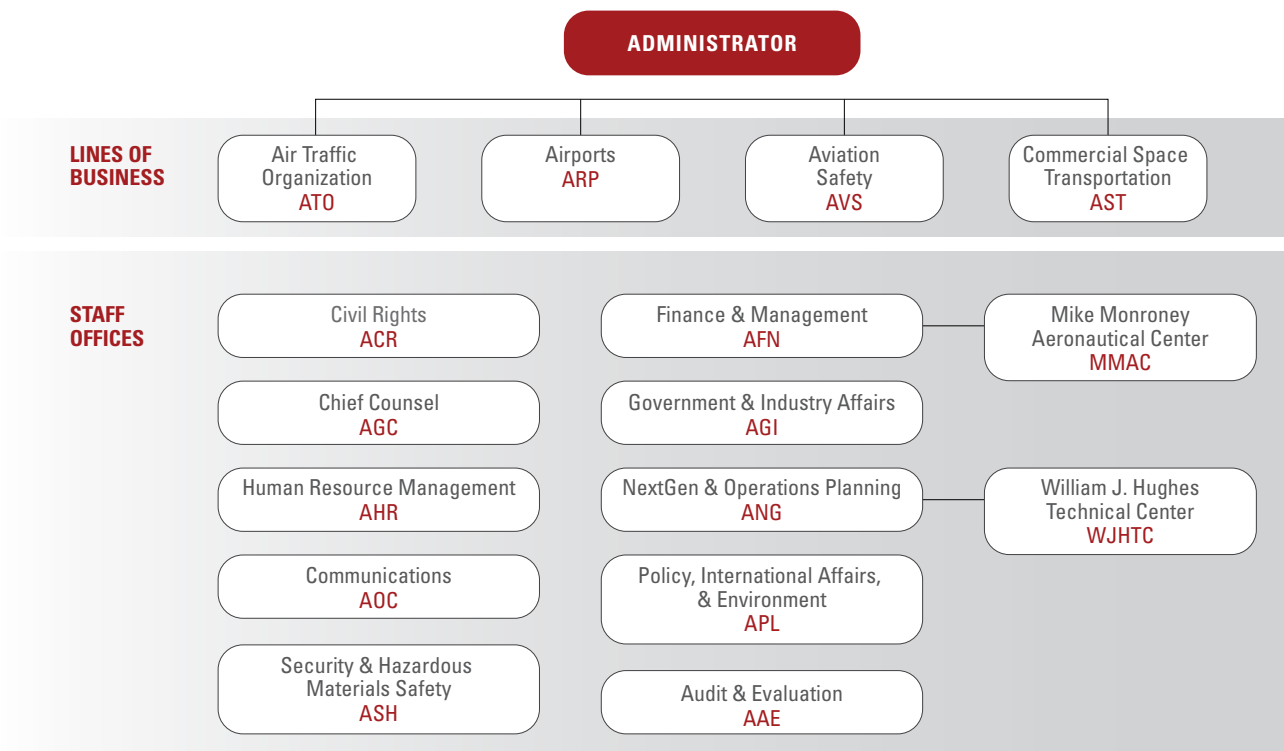 ADMINISTRATOR
LINES OF
BUSINESS
Air Traffic
Organization
ATO
Airports
ARP
Aviation
Safety
AVS
Commercial Space
Transportation
AST
STAFF
OFFICES
Civil Rights
ACR
Finance & Management
AFN
Mike Monroney
Aeronautical Center
MMAC
Chief Counsel
AGC
Government & Industry Affairs
AGI
Human Resource Management
AHR
NextGen & Operations Planning
ANG
William J. Hughes
Technical Center
WJHTC
Communications
AOC
Policy, International Affairs,
& Environment
APL
Security & Hazardous
Materials Safety
ASH
Audit & Evaluation
AAE